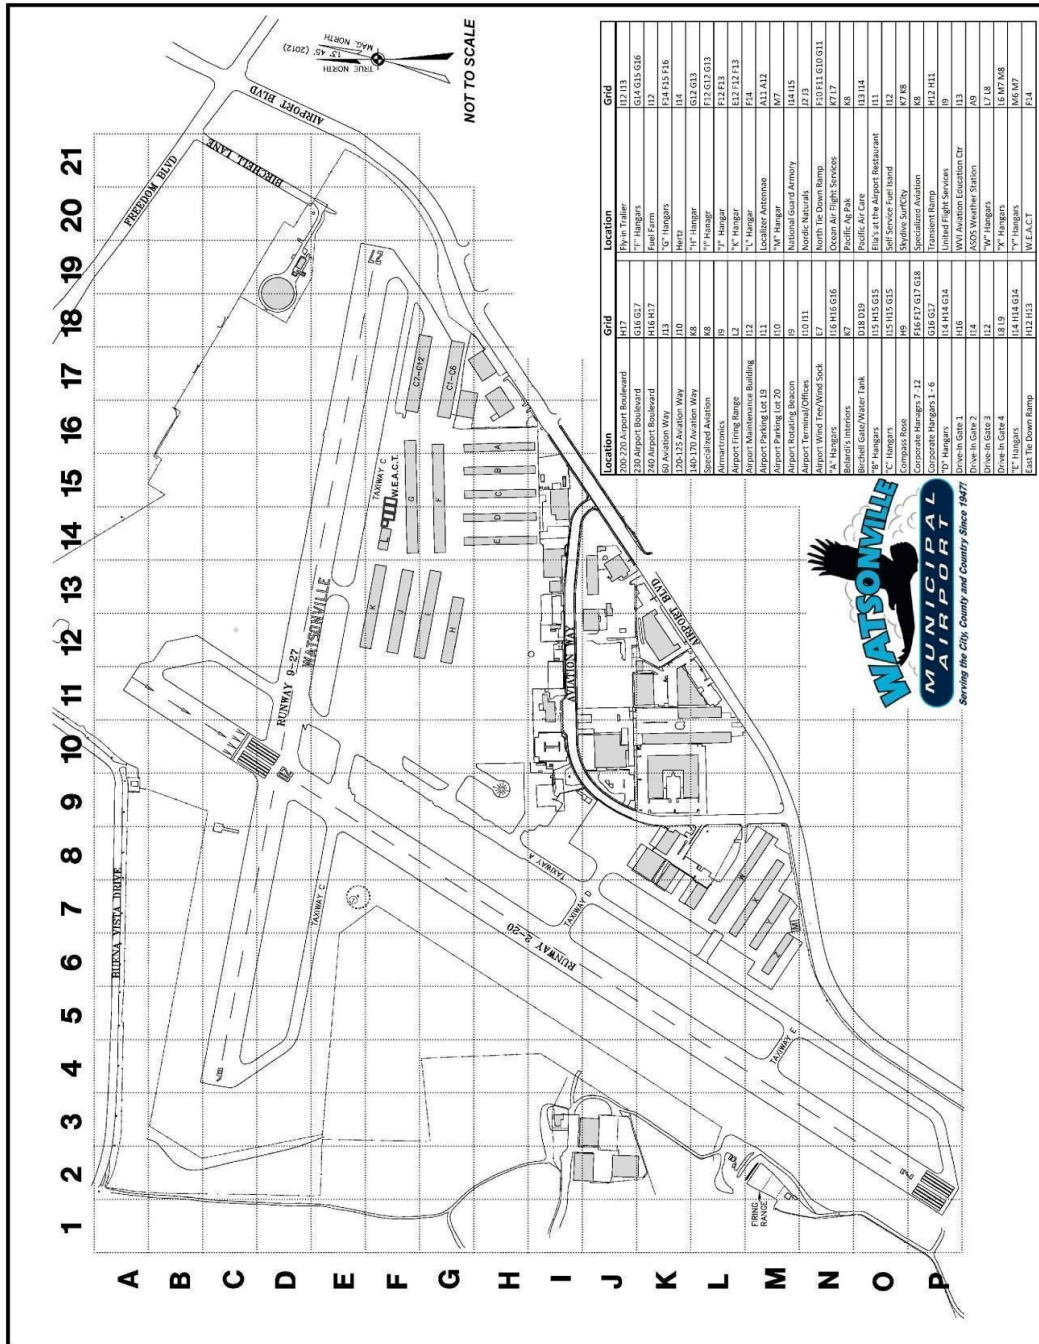 21
20
19
18
17
16
15
14
13
12
11
10
9
8
7
6
5
4
3
2
1
A
B
C
D
E
F
G
H
I
J
K
L
M
N
O
P
TRUE NORTH
MAG. NORTH
13° 45' (2012)
NOT TO SCALE
FREEDOM BLVD
AIRPORT BLVD
BIRCHELL LANE
BUENA VISTA DRIVE
RUNWAY 9-27
WATSONVILLE
27
20
9
2
TAXIWAY C
W.E.A.C.T.
C7-C12
C1-C6
L
G
F
A
B
C
D
E
K
J
I
H
TAXIWAY C
AVIATION WAY
AIRPORT BLVD
TAXIWAY A
TAXIWAY D
RUNWAY 2-20
TAXIWAY E
W
X
Y
M
FIRING
RANGE
Location Grid Location Grid
200-220 Airport Boulevard H17 Fly-in Tralier I12 I13
230 Airport Boulevard G16 G17 "F" Hangars G14 G15 G16
240 Airport Boulevard H16 H17 Fuel Farm I12
60 Aviation Way J13 "G" Hangars F14 F15 F16
120-125 Aviation Way J10 Hertz I14
140-170 Aviation Way K8 "H" Hangar G12 G13
Specialized Aviation K8 "I" Hanagr F12 G12 G13
Airmartronics I9 "J" Hangar F12 F13
Airport Firing Range L2 "K" Hangar E12 F12 F13
Airport Maintenance Building I12 "L" Hangar F14
Airport Parking Lot 19 I11 Localizer Antennae A11 A12
Airport Parking Lot 20 I10 "M" Hangar M7
Airport Rotating Beacon I9 National Guard Armory I14 I15
Airport Terminal/Offices I10 I11 Nordic Naturals J2 J3
Airport Wind Tee/Wind Sock E7 North Tie Down Ramp F10 F11 G10 G11
"A" Hangars I16 H16 G16 Ocean Air Flight Services K7 L7
Belardi's Interiors K7 Pacific Ag Pak K8
Birchell Gate/Water Tank D18 D19 Pacific Air Care I13 I14
"B" Hangars I15 H15 G15 Ella's at the Airport Restaurant I11
"C" Hangars I15 H15 G15 Self Service Fuel Island I12
Compass Rose H9 Skydive SurfCity K7 K8
Corporate Hanagrs 7 -12 F16 F17 G17 G18 Specialized Aviation K8
Corporate Hangars 1 - 6 G16 G17 Transient Ramp H12 H11
"D" Hangars I14 H14 G14 United Flight Services I9
Drive-In Gate 1 H16 WVI Aviation Education Ctr I13
Drive-In Gate 2 I14 ASOS Weather Station A9
Drive-In Gate 3 I12 "W" Hangars L7 L8
Drive-In Gate 4 L8 L9 "X" Hangars L6 M7 M8
"E" Hangars I14 H14 G14 "Y" Hangars M6 M7
East Tie Down Ramp H12 H13 W.E.A.C.T F14
WATSONVILLE
MUNICIPAL
AIRPORT
Serving the City, County and Country Since 1947!